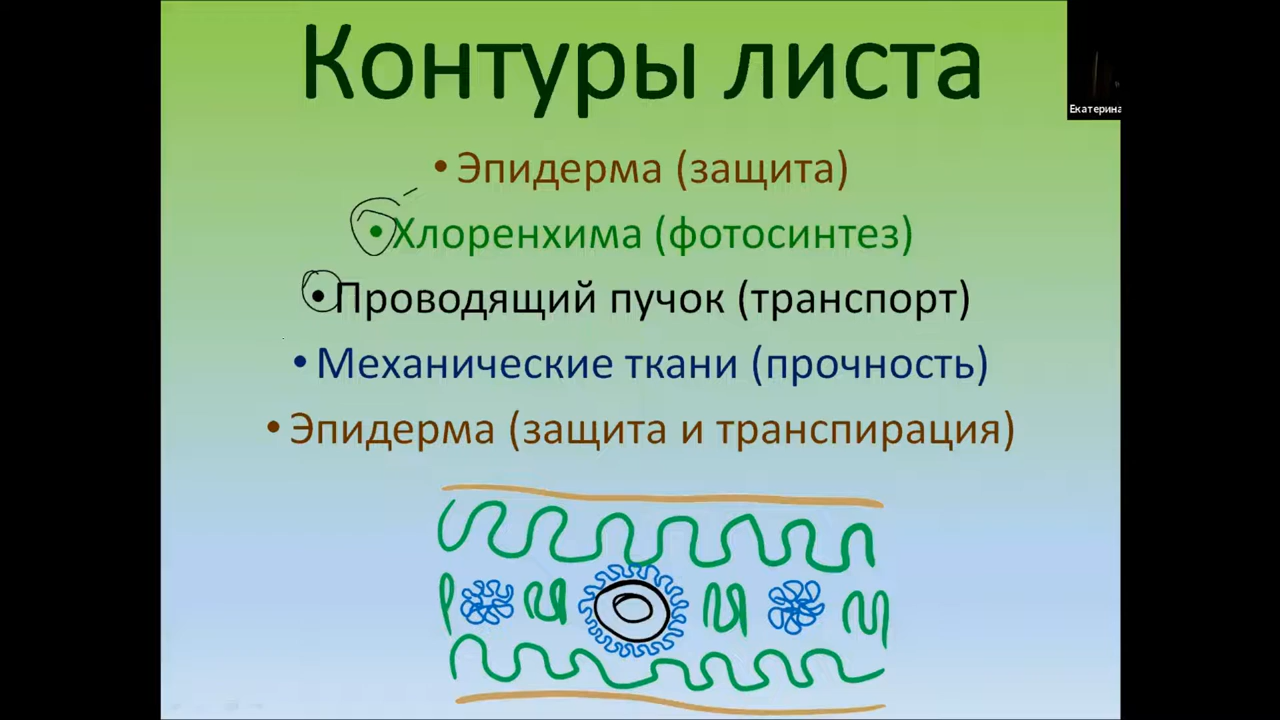 Контуры листа
Екатерина
• Эпидерма (защита)
• Хлоренхима (фотосинтез)
• Проводящий пучок (транспорт)
• Механические ткани (прочность)
• Эпидерма (защита и транспирация)